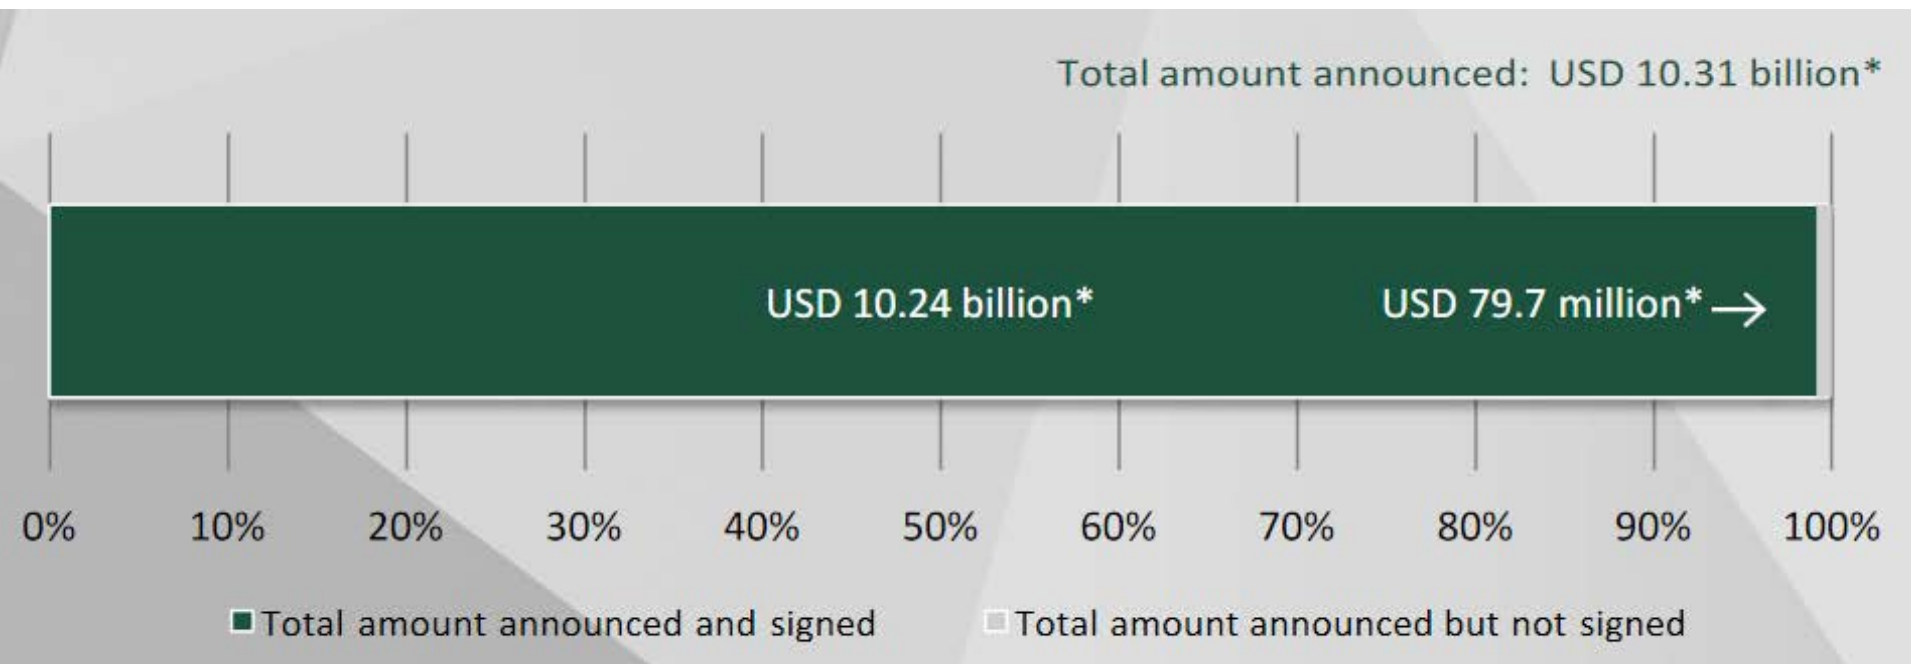 Total amount announced: USD 10.31 billion*
USD 10.24 billion* USD 79.7 million* →
0% 10% 20% 30% 40% 50% 60% 70% 80% 90% 100%
Total amount announced and signed Total amount announced but not signed